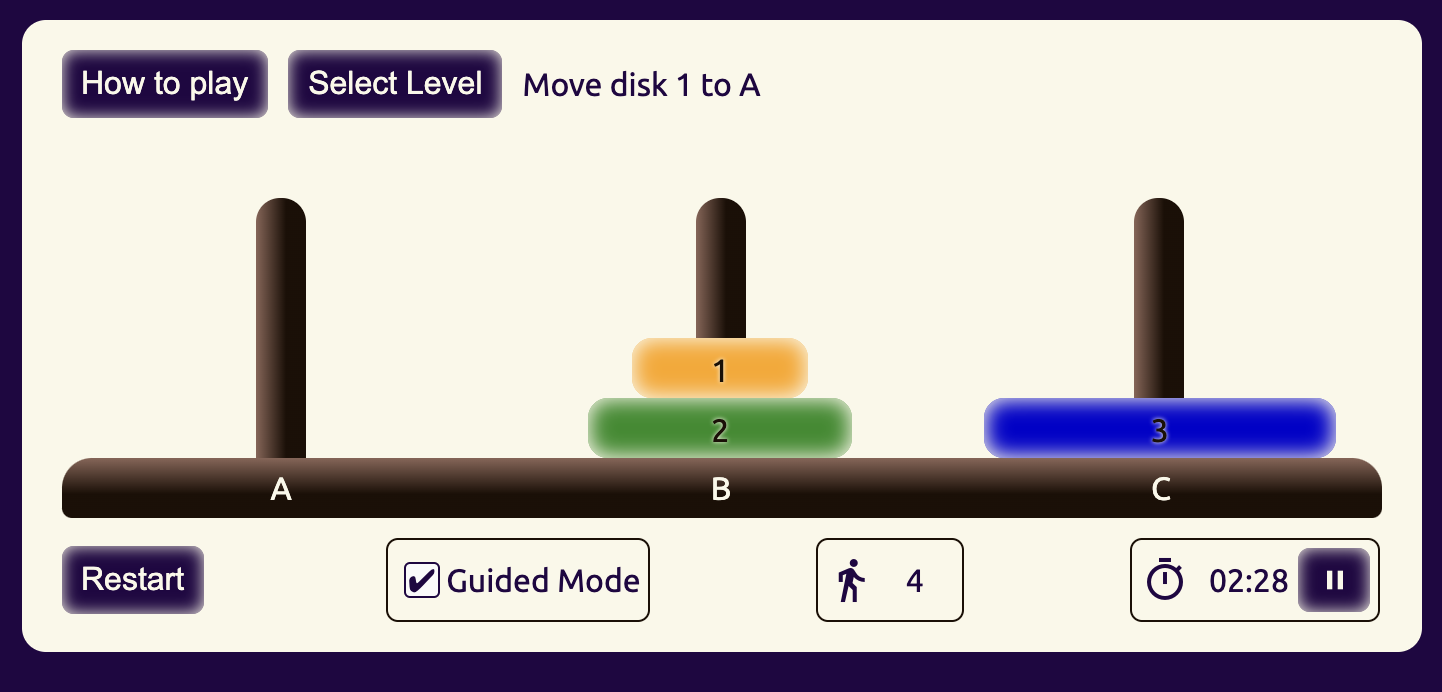 How to play Select Level Move disk 1 to A
1
2 3
A B C
Restart ✔ Guided Mode 4 02:28